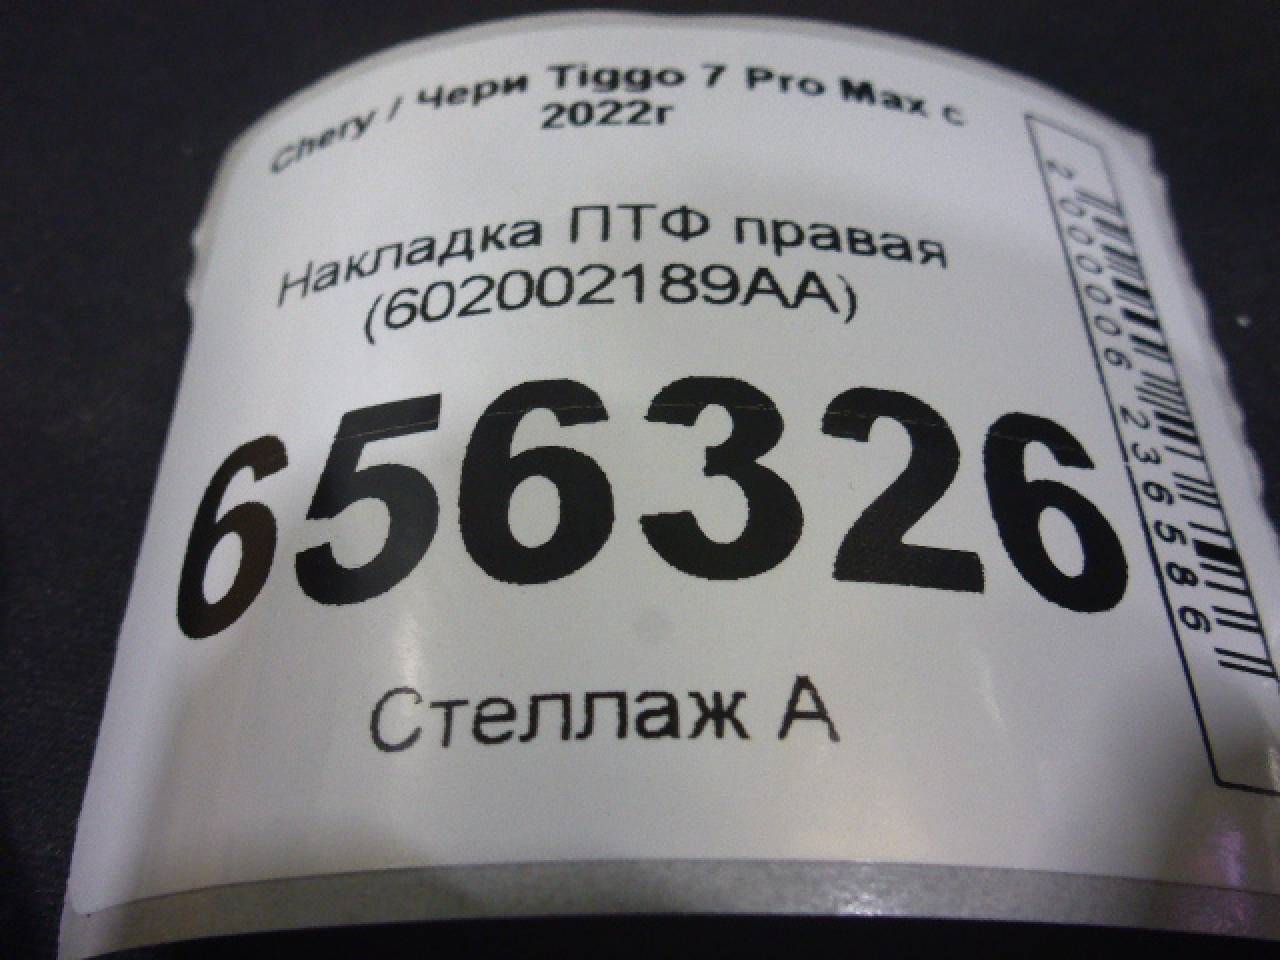 Chery / Чери Tiggo 7 Pro Max с
2022г
Накладка ПТФ правая
(602002189AA)
656326
Стеллаж А
2000006236586